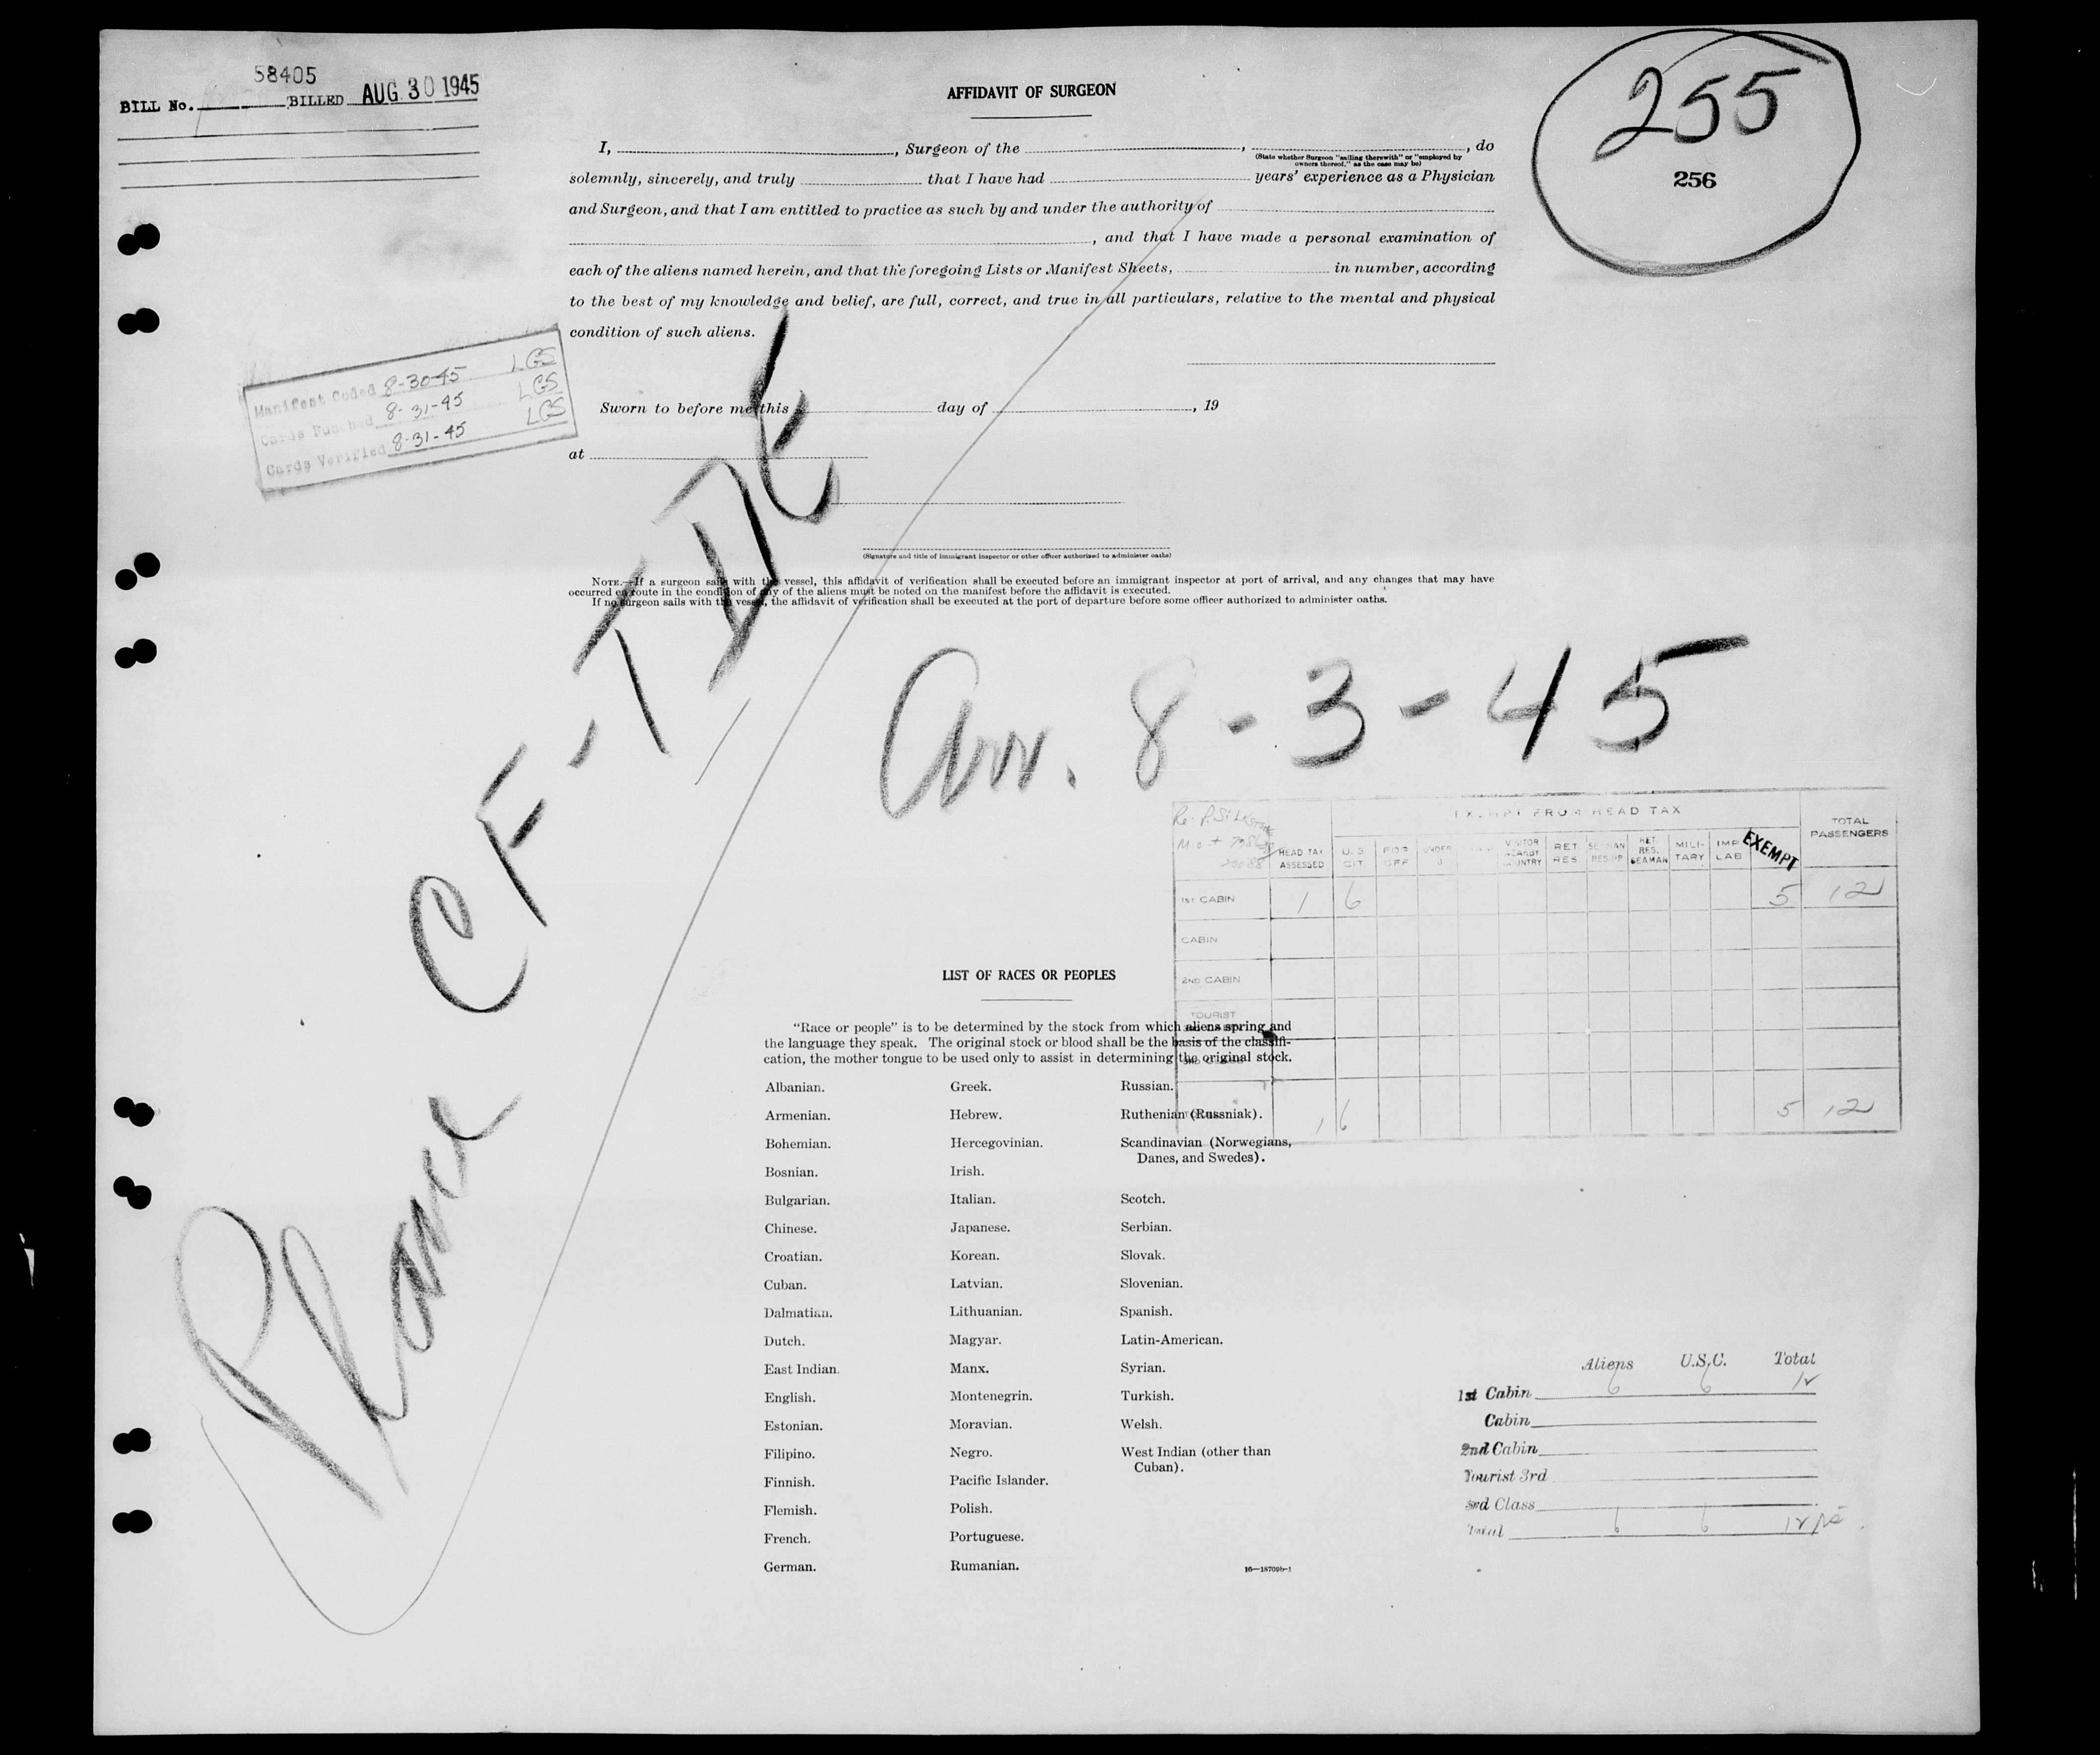 58405
BILL No. BILLED AUG 30 1945
255
256
AFFIDAVIT OF SURGEON
I, , Surgeon of the , , do
(State whether Surgeon "sailing therewith" or "employed by
owners thereof," as the case may be)
solemnly, sincerely, and truly that I have had years' experience as a Physician
and Surgeon, and that I am entitled to practice as such by and under the authority of
, and that I have made a personal examination of
each of the aliens named herein, and that the foregoing Lists or Manifest Sheets, in number, according
to the best of my knowledge and belief, are full, correct, and true in all particulars, relative to the mental and physical
condition of such aliens.
Manifest Coded 8-30-45 LGS
Cards Punched 8-31-45 LGS
Cards Verified 8-31-45 LGS
Sworn to before me this day of , 19
at
(Signature and title of immigrant inspector or other officer authorized to administer oaths)
NOTE.—If a surgeon sails with the vessel, this affidavit of verification shall be executed before an immigrant inspector at port of arrival, and any changes that may have
occurred en route in the condition of any of the aliens must be noted on the manifest before the affidavit is executed.
If no surgeon sails with the vessel, the affidavit of verification shall be executed at the port of departure before some officer authorized to administer oaths.
Plane CF-TDE
Arr. 8-3-45
EXEMPT FROM HEAD TAX
HEAD TAX ASSESSED U.S. CIT. FOR OFF UNDER VISITOR COUNTRY RET. RES. SEAMAN RET. RES. SEAMAN MILI-TARY IMP LAB EXEMPT TOTAL PASSENGERS
1ST CABIN 1 6 5 12
CABIN
2ND CABIN
TOURIST
1 6 5 12
LIST OF RACES OR PEOPLES
"Race or people" is to be determined by the stock from which aliens spring and
the language they speak. The original stock or blood shall be the basis of the classifi-
cation, the mother tongue to be used only to assist in determining the original stock.
Albanian. Greek. Russian.
Armenian. Hebrew. Ruthenian (Russniak).
Bohemian. Hercegovinian. Scandinavian (Norwegians,
Danes, and Swedes).
Bosnian. Irish.
Bulgarian. Italian. Scotch.
Chinese. Japanese. Serbian.
Croatian. Korean. Slovak.
Cuban. Latvian. Slovenian.
Dalmatian. Lithuanian. Spanish.
Dutch. Magyar. Latin-American.
East Indian. Manx. Syrian.
English. Montenegrin. Turkish.
Estonian. Moravian. Welsh.
Filipino. Negro. West Indian (other than
Cuban).
Finnish. Pacific Islander.
Flemish. Polish.
French. Portuguese.
German. Rumanian.
16—18709b-1
Aliens U.S.C. Total
1st Cabin 6 6 12
Cabin
2nd Cabin
Tourist 3rd
3rd Class
Total 6 6 12